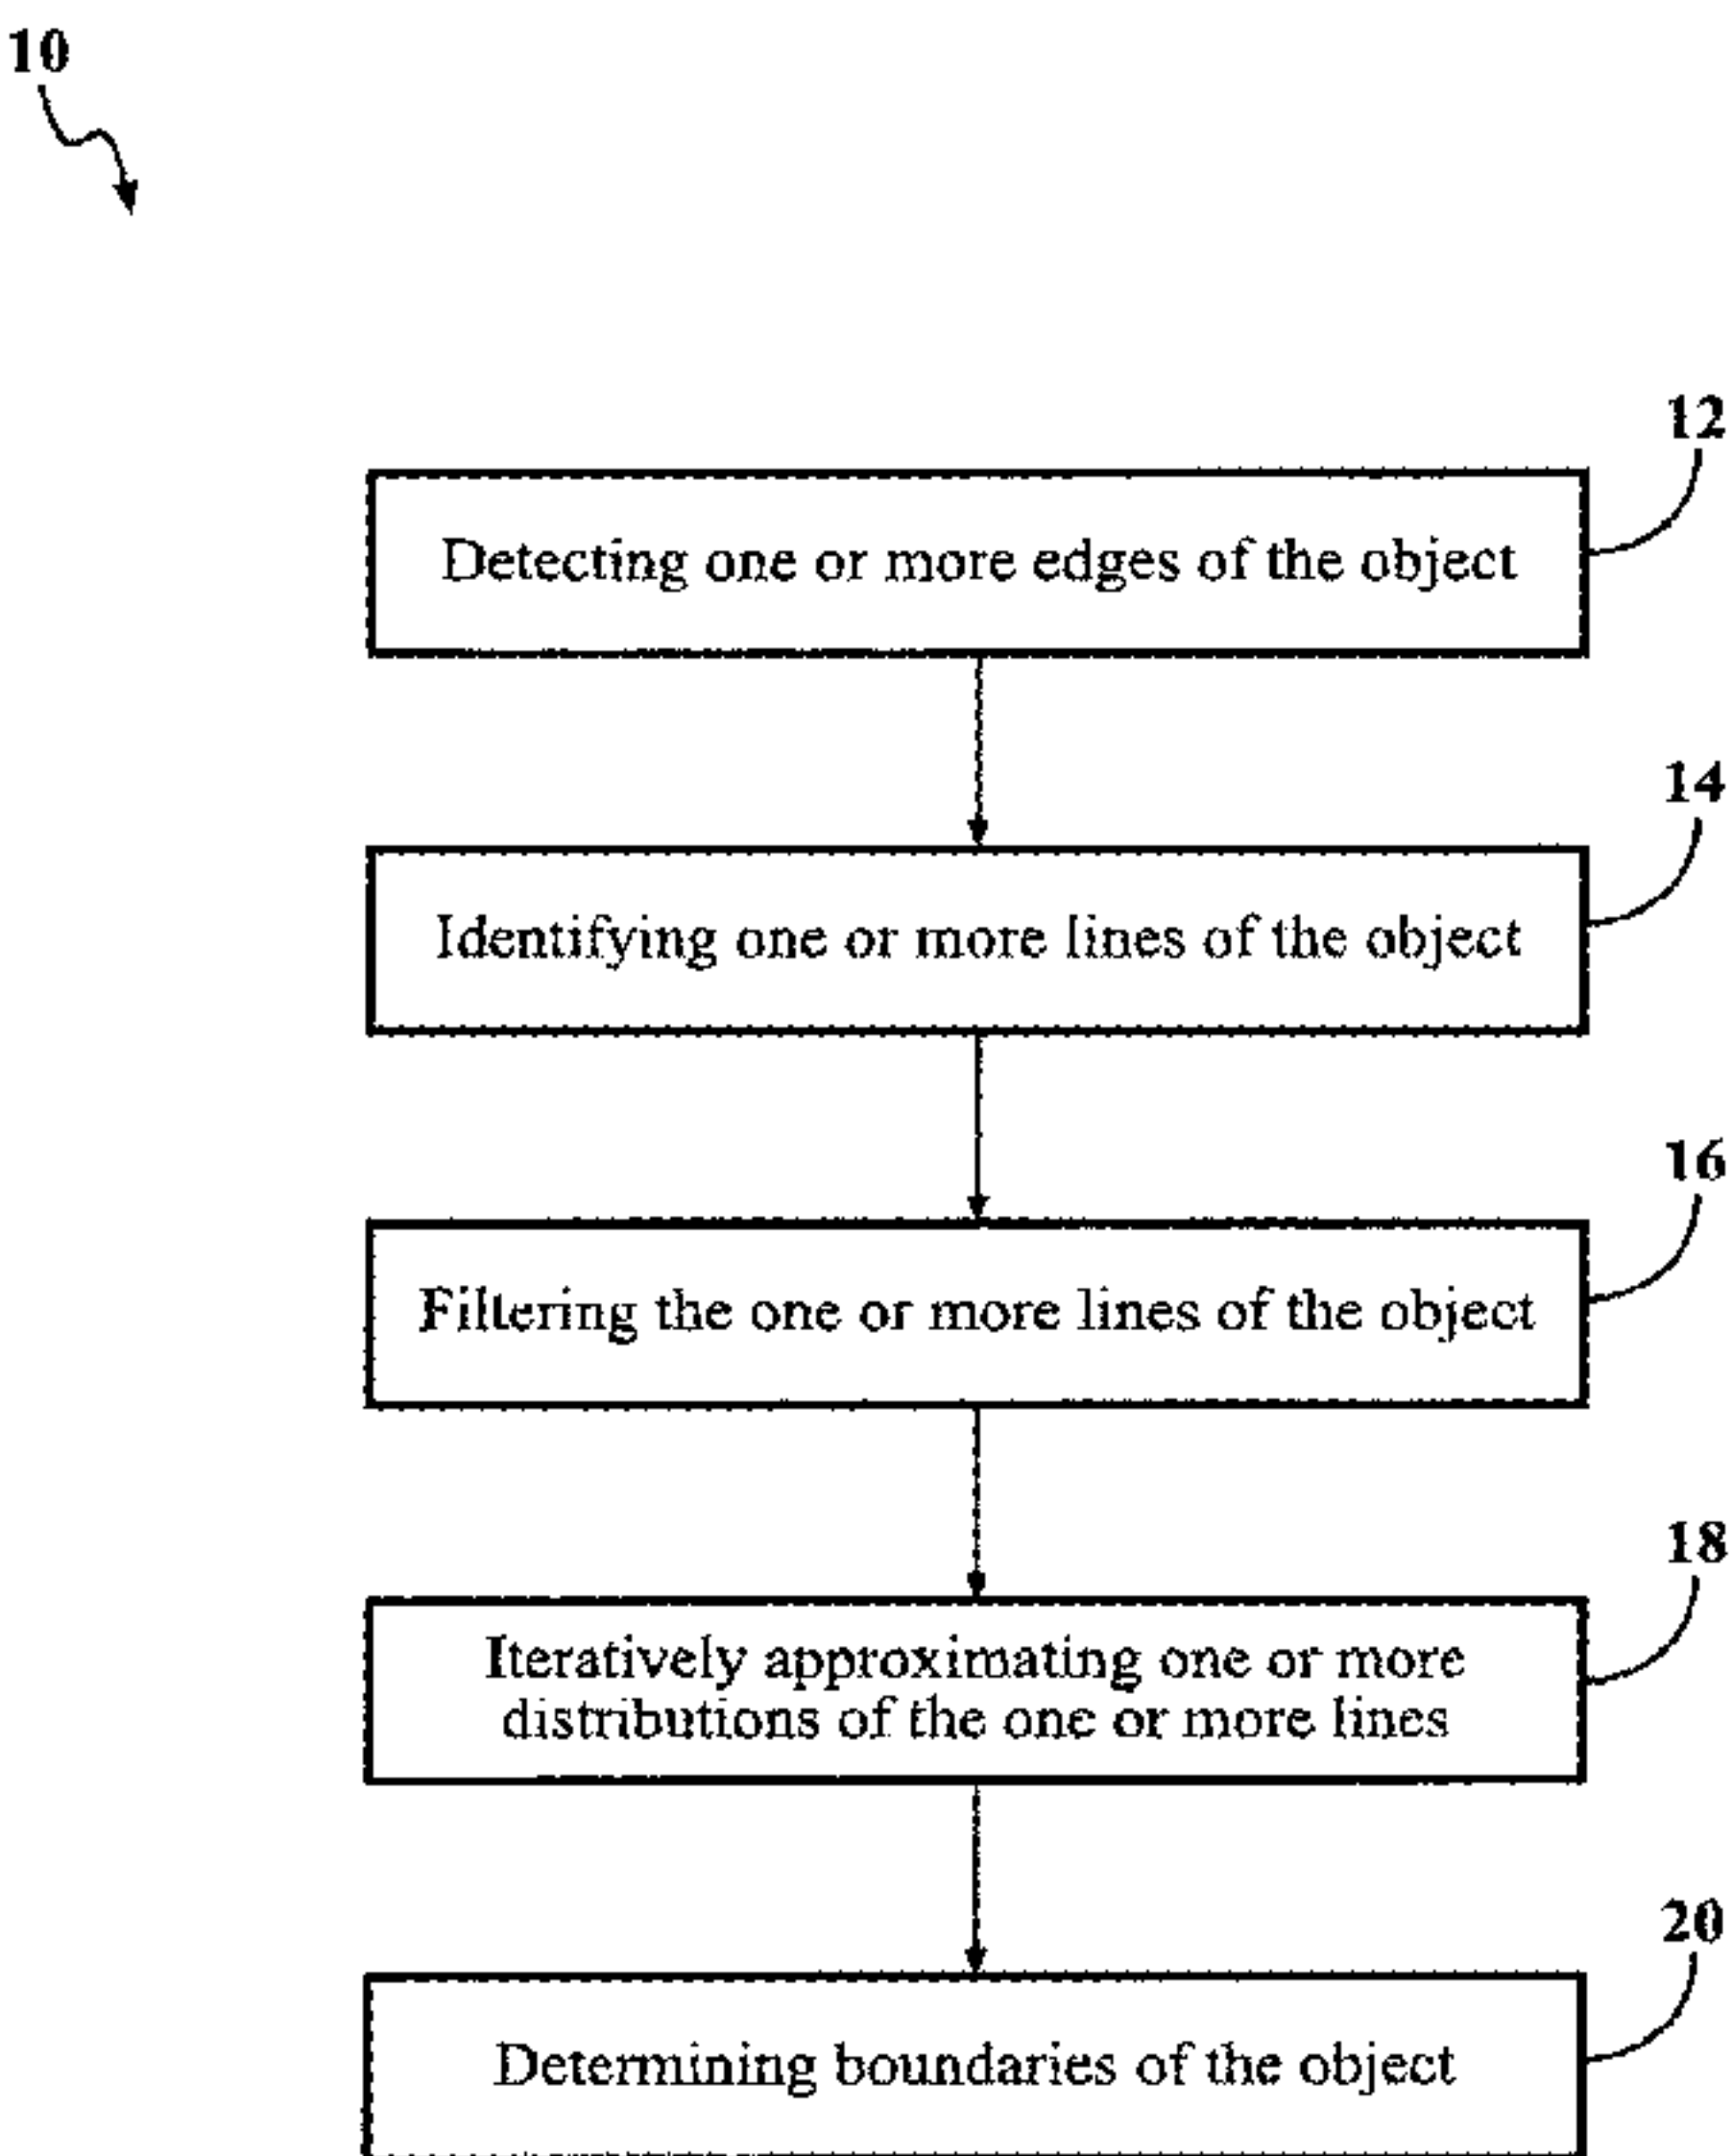 10
12
Detecting one or more edges of the object
14
Identifying one or more lines of the object
16
Filtering the one or more lines of the object
18
Iteratively approximating one or more
distributions of the one or more lines
20
Determining boundaries of the object